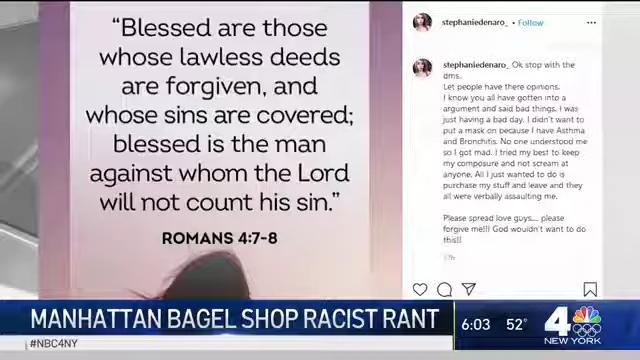 “Blessed are those
whose lawless deeds
are forgiven, and
whose sins are covered;
blessed is the man
against whom the Lord
will not count his sin.”
ROMANS 4:7-8
stephaniedenaro_ • Follow
stephaniedenaro_ Ok stop with the
dms.
Let people have there opinions.
I know you all have gotten into a
argument and said bad things. I was
just having a bad day. I didn't want to
put a mask on because I have Asthma
and Bronchitis. No one understood me
so I got mad. I tried my best to keep
my composure and not scream at
anyone. All I just wanted to do is
purchase my stuff and leave and they
all were verbally assaulting me.
Please spread love guys.... please
forgive me!!! God wouldn't want to do
this!!
MANHATTAN BAGEL SHOP RACIST RANT
6:03 52°
4
NEW YORK
#NBC4NY